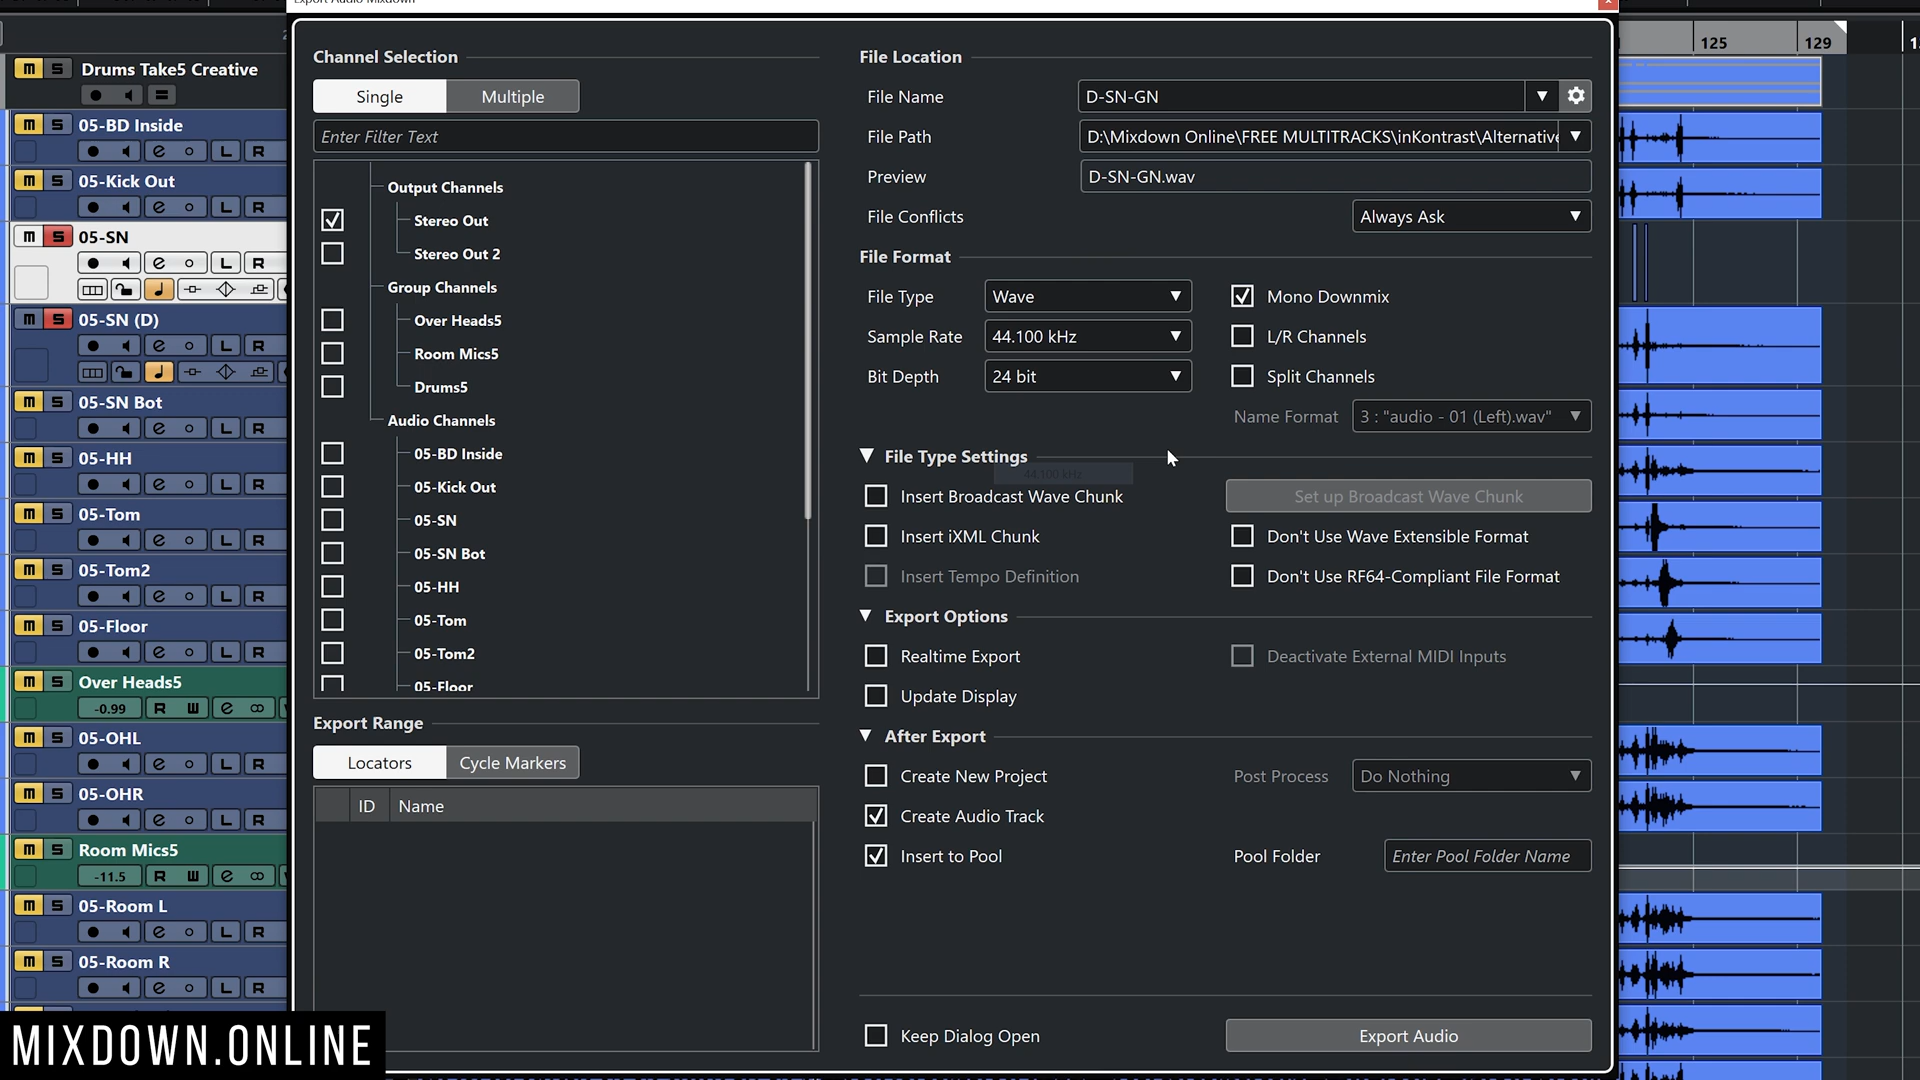 Export Audio Mixdown
Channel Selection
Single
Multiple
Enter Filter Text
Output Channels
Stereo Out
Stereo Out 2
Group Channels
Over Heads5
Room Mics5
Drums5
Audio Channels
05-BD Inside
05-Kick Out
05-SN
05-SN Bot
05-HH
05-Tom
05-Tom2
05-Floor
Export Range
Locators
Cycle Markers
ID Name
File Location
File Name D-SN-GN
File Path D:\Mixdown Online\FREE MULTITRACKS\inKontrast\Alternative
Preview D-SN-GN.wav
File Conflicts Always Ask
File Format
File Type Wave
Mono Downmix
Sample Rate 44.100 kHz
L/R Channels
Bit Depth 24 bit
Split Channels
Name Format 3 : "audio - 01 (Left).wav"
File Type Settings
44.100 kHz
Insert Broadcast Wave Chunk
Set up Broadcast Wave Chunk
Insert iXML Chunk
Don't Use Wave Extensible Format
Insert Tempo Definition
Don't Use RF64-Compliant File Format
Export Options
Realtime Export
Deactivate External MIDI Inputs
Update Display
After Export
Create New Project
Post Process Do Nothing
Create Audio Track
Insert to Pool
Pool Folder Enter Pool Folder Name
Keep Dialog Open
Export Audio
M S Drums Take5 Creative
M S 05-BD Inside
e L R
M S 05-Kick Out
e L R
M S 05-SN
e L R
M S 05-SN (D)
e L R
M S 05-SN Bot
e L R
M S 05-HH
e L R
M S 05-Tom
e L R
M S 05-Tom2
e L R
M S 05-Floor
e L R
M S Over Heads5
-0.99 R W e
M S 05-OHL
e L R
M S 05-OHR
e L R
M S Room Mics5
-11.5 R W e
M S 05-Room L
e L R
M S 05-Room R
e L R
125
129
MIXDOWN.ONLINE